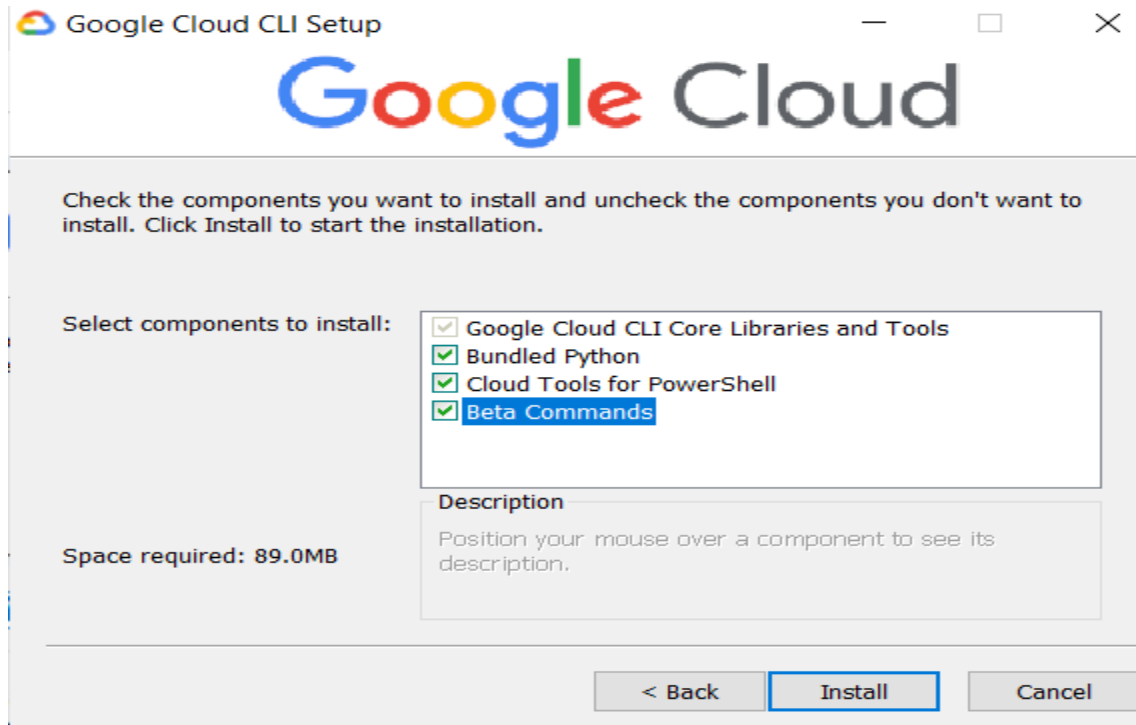 Google Cloud CLI Setup
Google Cloud
Check the components you want to install and uncheck the components you don't want to
install. Click Install to start the installation.
Select components to install:
Google Cloud CLI Core Libraries and Tools
Bundled Python
Cloud Tools for PowerShell
Beta Commands
Description
Position your mouse over a component to see its
description.
Space required: 89.0MB
< Back
Install
Cancel